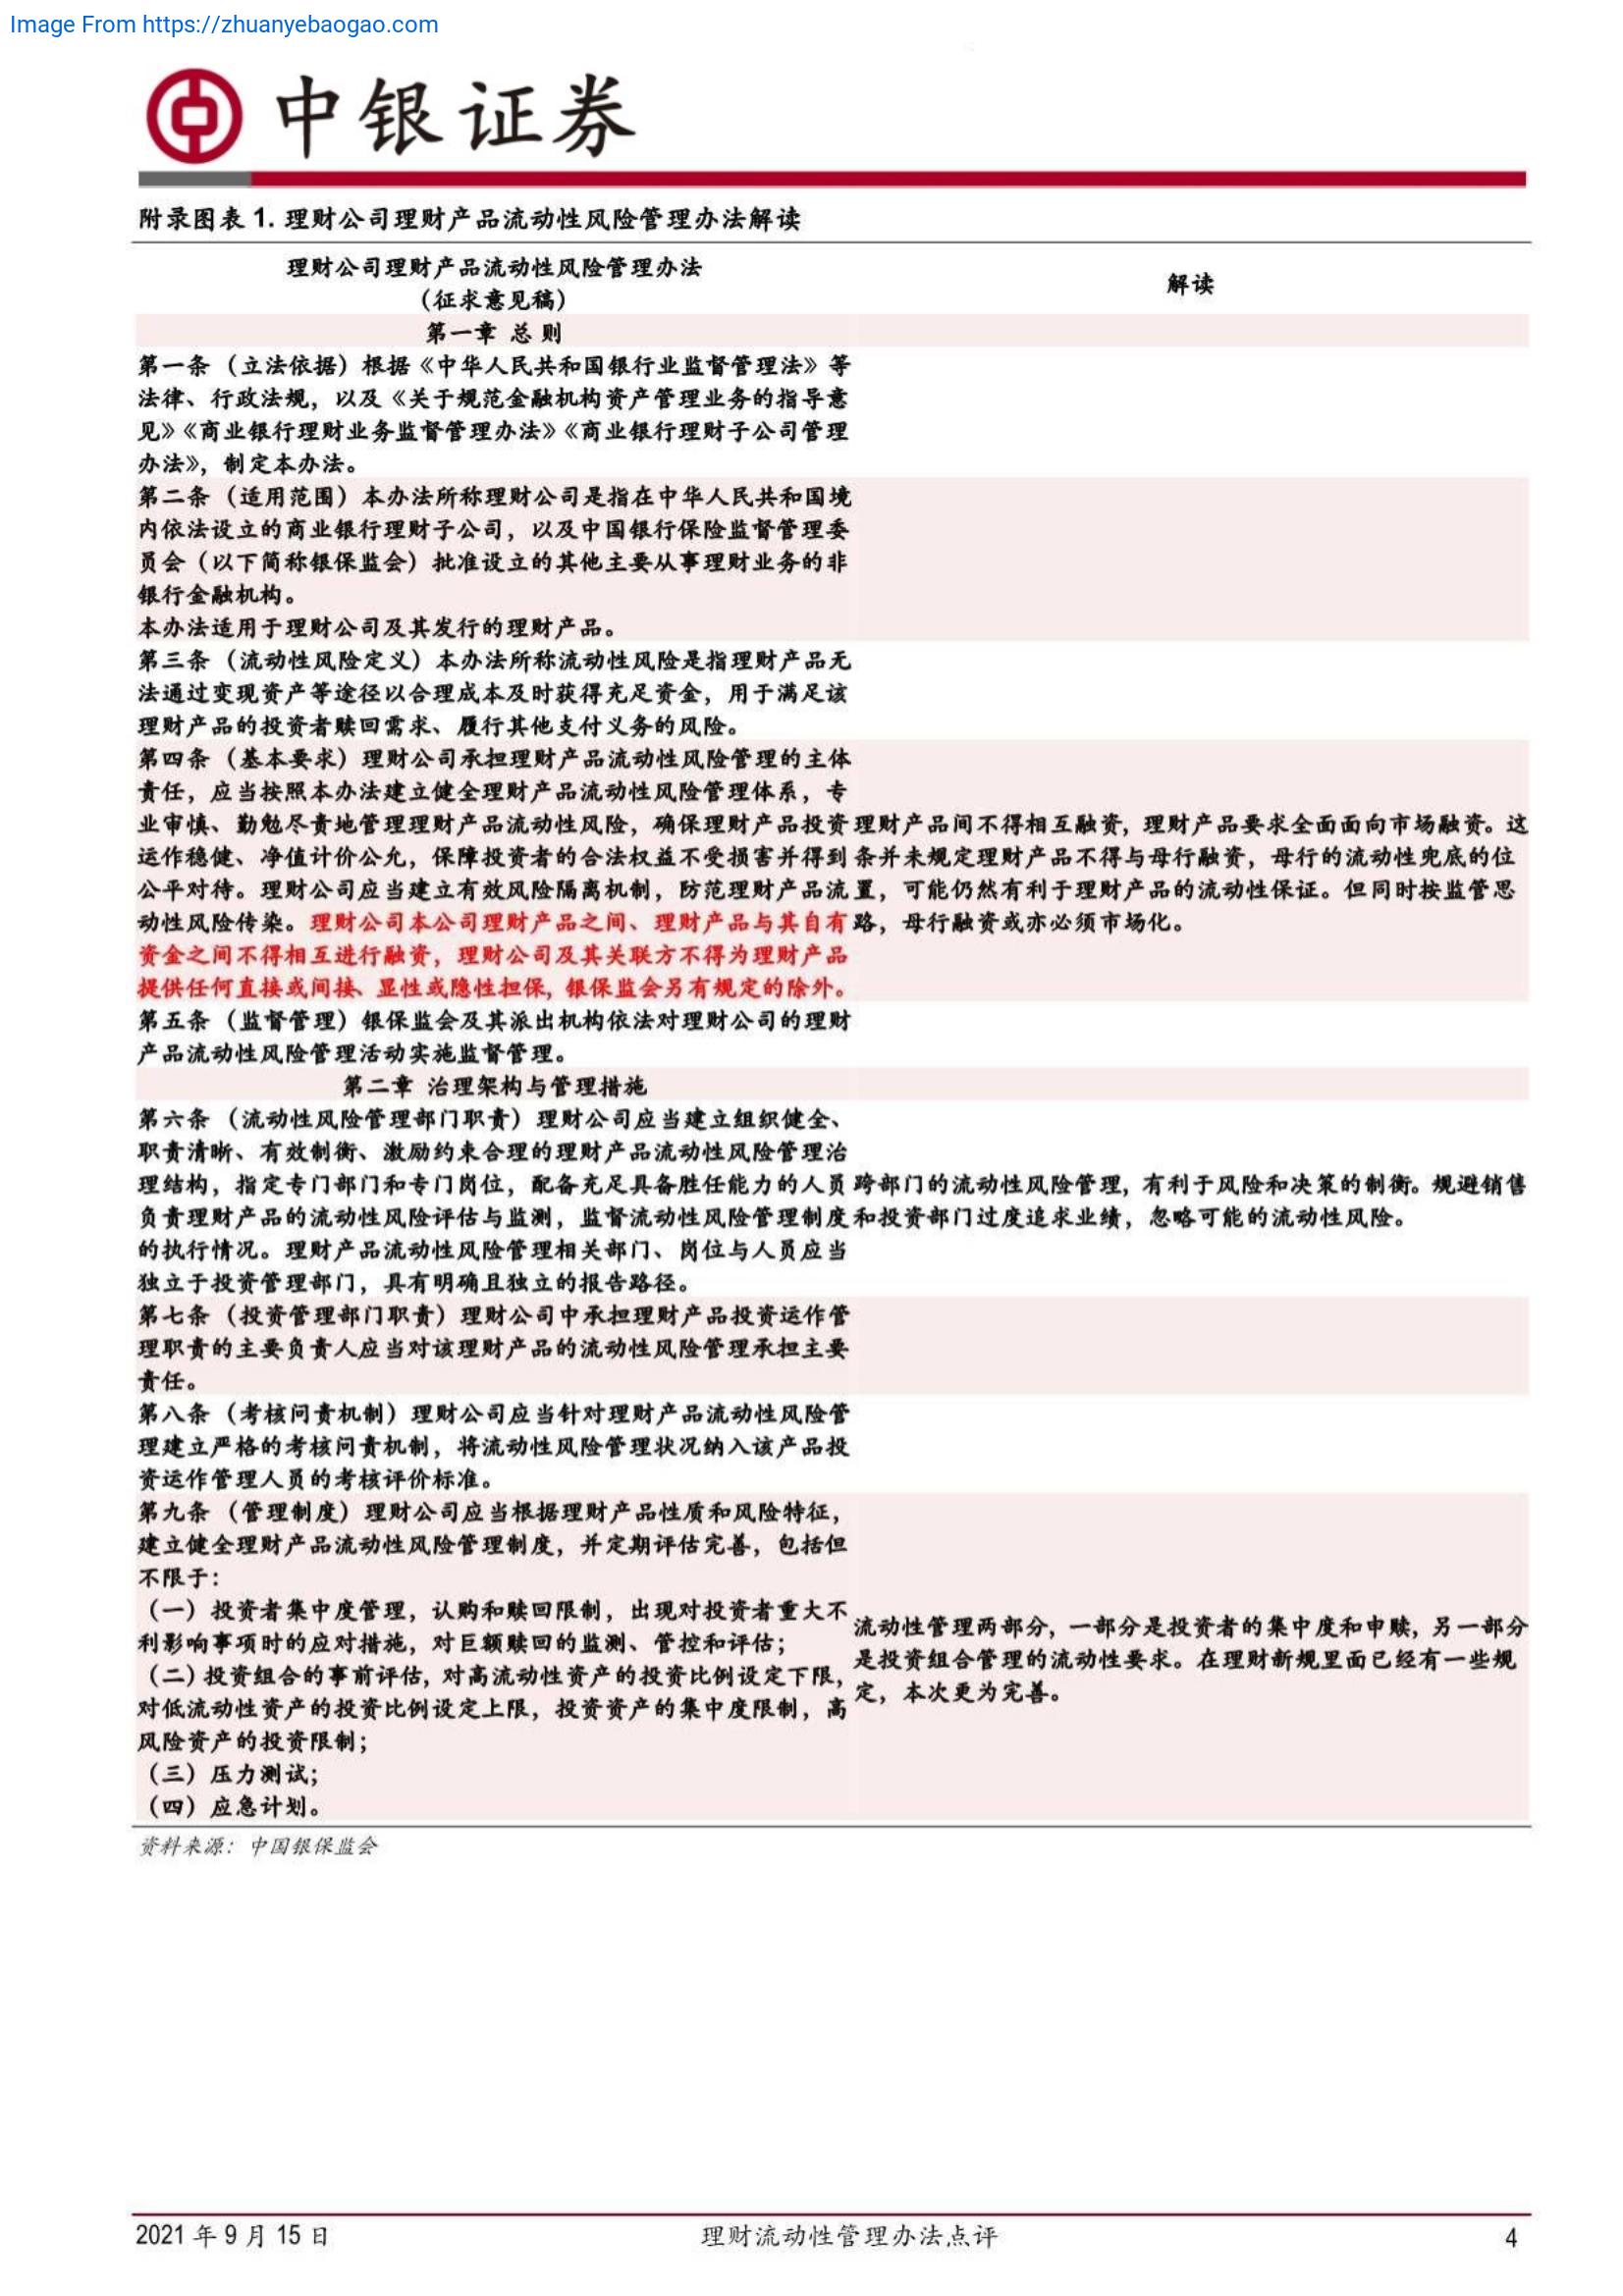 Image From https://zhuanyebaogao.com
中银证券
附录图表 1. 理财公司理财产品流动性风险管理办法解读
理财公司理财产品流动性风险管理办法
（征求意见稿）
解读
第一章 总 则
第一条（立法依据）根据《中华人民共和国银行业监督管理法》等
法律、行政法规，以及《关于规范金融机构资产管理业务的指导意
见》《商业银行理财业务监督管理办法》《商业银行理财子公司管理
办法》，制定本办法。
第二条（适用范围）本办法所称理财公司是指在中华人民共和国境
内依法设立的商业银行理财子公司，以及中国银行保险监督管理委
员会（以下简称银保监会）批准设立的其他主要从事理财业务的非
银行金融机构。
本办法适用于理财公司及其发行的理财产品。
第三条（流动性风险定义）本办法所称流动性风险是指理财产品无
法通过变现资产等途径以合理成本及时获得充足资金，用于满足该
理财产品的投资者赎回需求、履行其他支付义务的风险。
第四条（基本要求）理财公司承担理财产品流动性风险管理的主体
责任，应当按照本办法建立健全理财产品流动性风险管理体系，专
业审慎、勤勉尽责地管理理财产品流动性风险，确保理财产品投资
运作稳健、净值计价公允，保障投资者的合法权益不受损害并得到
公平对待。理财公司应当建立有效风险隔离机制，防范理财产品流
动性风险传染。理财公司本公司理财产品之间、理财产品与其自有
资金之间不得相互进行融资，理财公司及其关联方不得为理财产品
提供任何直接或间接、显性或隐性担保，银保监会另有规定的除外。
理财产品间不得相互融资，理财产品要求全面面向市场融资。这
条并未规定理财产品不得与母行融资，母行的流动性兜底的位
置，可能仍然有利于理财产品的流动性保证。但同时按监管思
路，母行融资或亦必须市场化。
第五条（监督管理）银保监会及其派出机构依法对理财公司的理财
产品流动性风险管理活动实施监督管理。
第二章 治理架构与管理措施
第六条（流动性风险管理部门职责）理财公司应当建立组织健全、
职责清晰、有效制衡、激励约束合理的理财产品流动性风险管理治
理结构，指定专门部门和专门岗位，配备充足具备胜任能力的人员
负责理财产品的流动性风险评估与监测，监督流动性风险管理制度
的执行情况。理财产品流动性风险管理相关部门、岗位与人员应当
独立于投资管理部门，具有明确且独立的报告路径。
跨部门的流动性风险管理，有利于风险和决策的制衡。规避销售
和投资部门过度追求业绩，忽略可能的流动性风险。
第七条（投资管理部门职责）理财公司中承担理财产品投资运作管
理职责的主要负责人应当对该理财产品的流动性风险管理承担主要
责任。
第八条（考核问责机制）理财公司应当针对理财产品流动性风险管
理建立严格的考核问责机制，将流动性风险管理状况纳入该产品投
资运作管理人员的考核评价标准。
第九条（管理制度）理财公司应当根据理财产品性质和风险特征，
建立健全理财产品流动性风险管理制度，并定期评估完善，包括但
不限于：
（一）投资者集中度管理，认购和赎回限制，出现对投资者重大不
利影响事项时的应对措施，对巨额赎回的监测、管控和评估；
（二）投资组合的事前评估，对高流动性资产的投资比例设定下限，
对低流动性资产的投资比例设定上限，投资资产的集中度限制，高
风险资产的投资限制；
（三）压力测试；
（四）应急计划。
流动性管理两部分，一部分是投资者的集中度和申赎，另一部分
是投资组合管理的流动性要求。在理财新规里面已经有一些规
定，本次更为完善。
资料来源：中国银保监会
2021 年 9 月 15 日
理财流动性管理办法点评
4